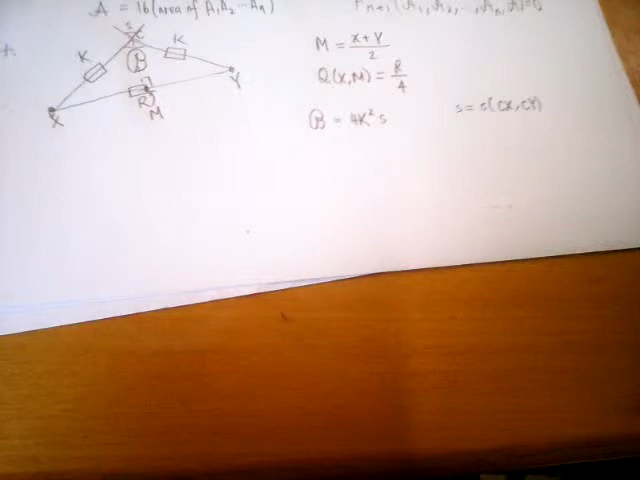 A = 16(area of A₁A₂ ... Aₙ)
Fₙ₊₁(A₁, A₂, ..., Aₙ, A)=0
s
C
K
K
B
X
R
M
Y
M = X+Y/2
Q(X,M) = R/4
B = 4K² s
s = s(CX,CY)